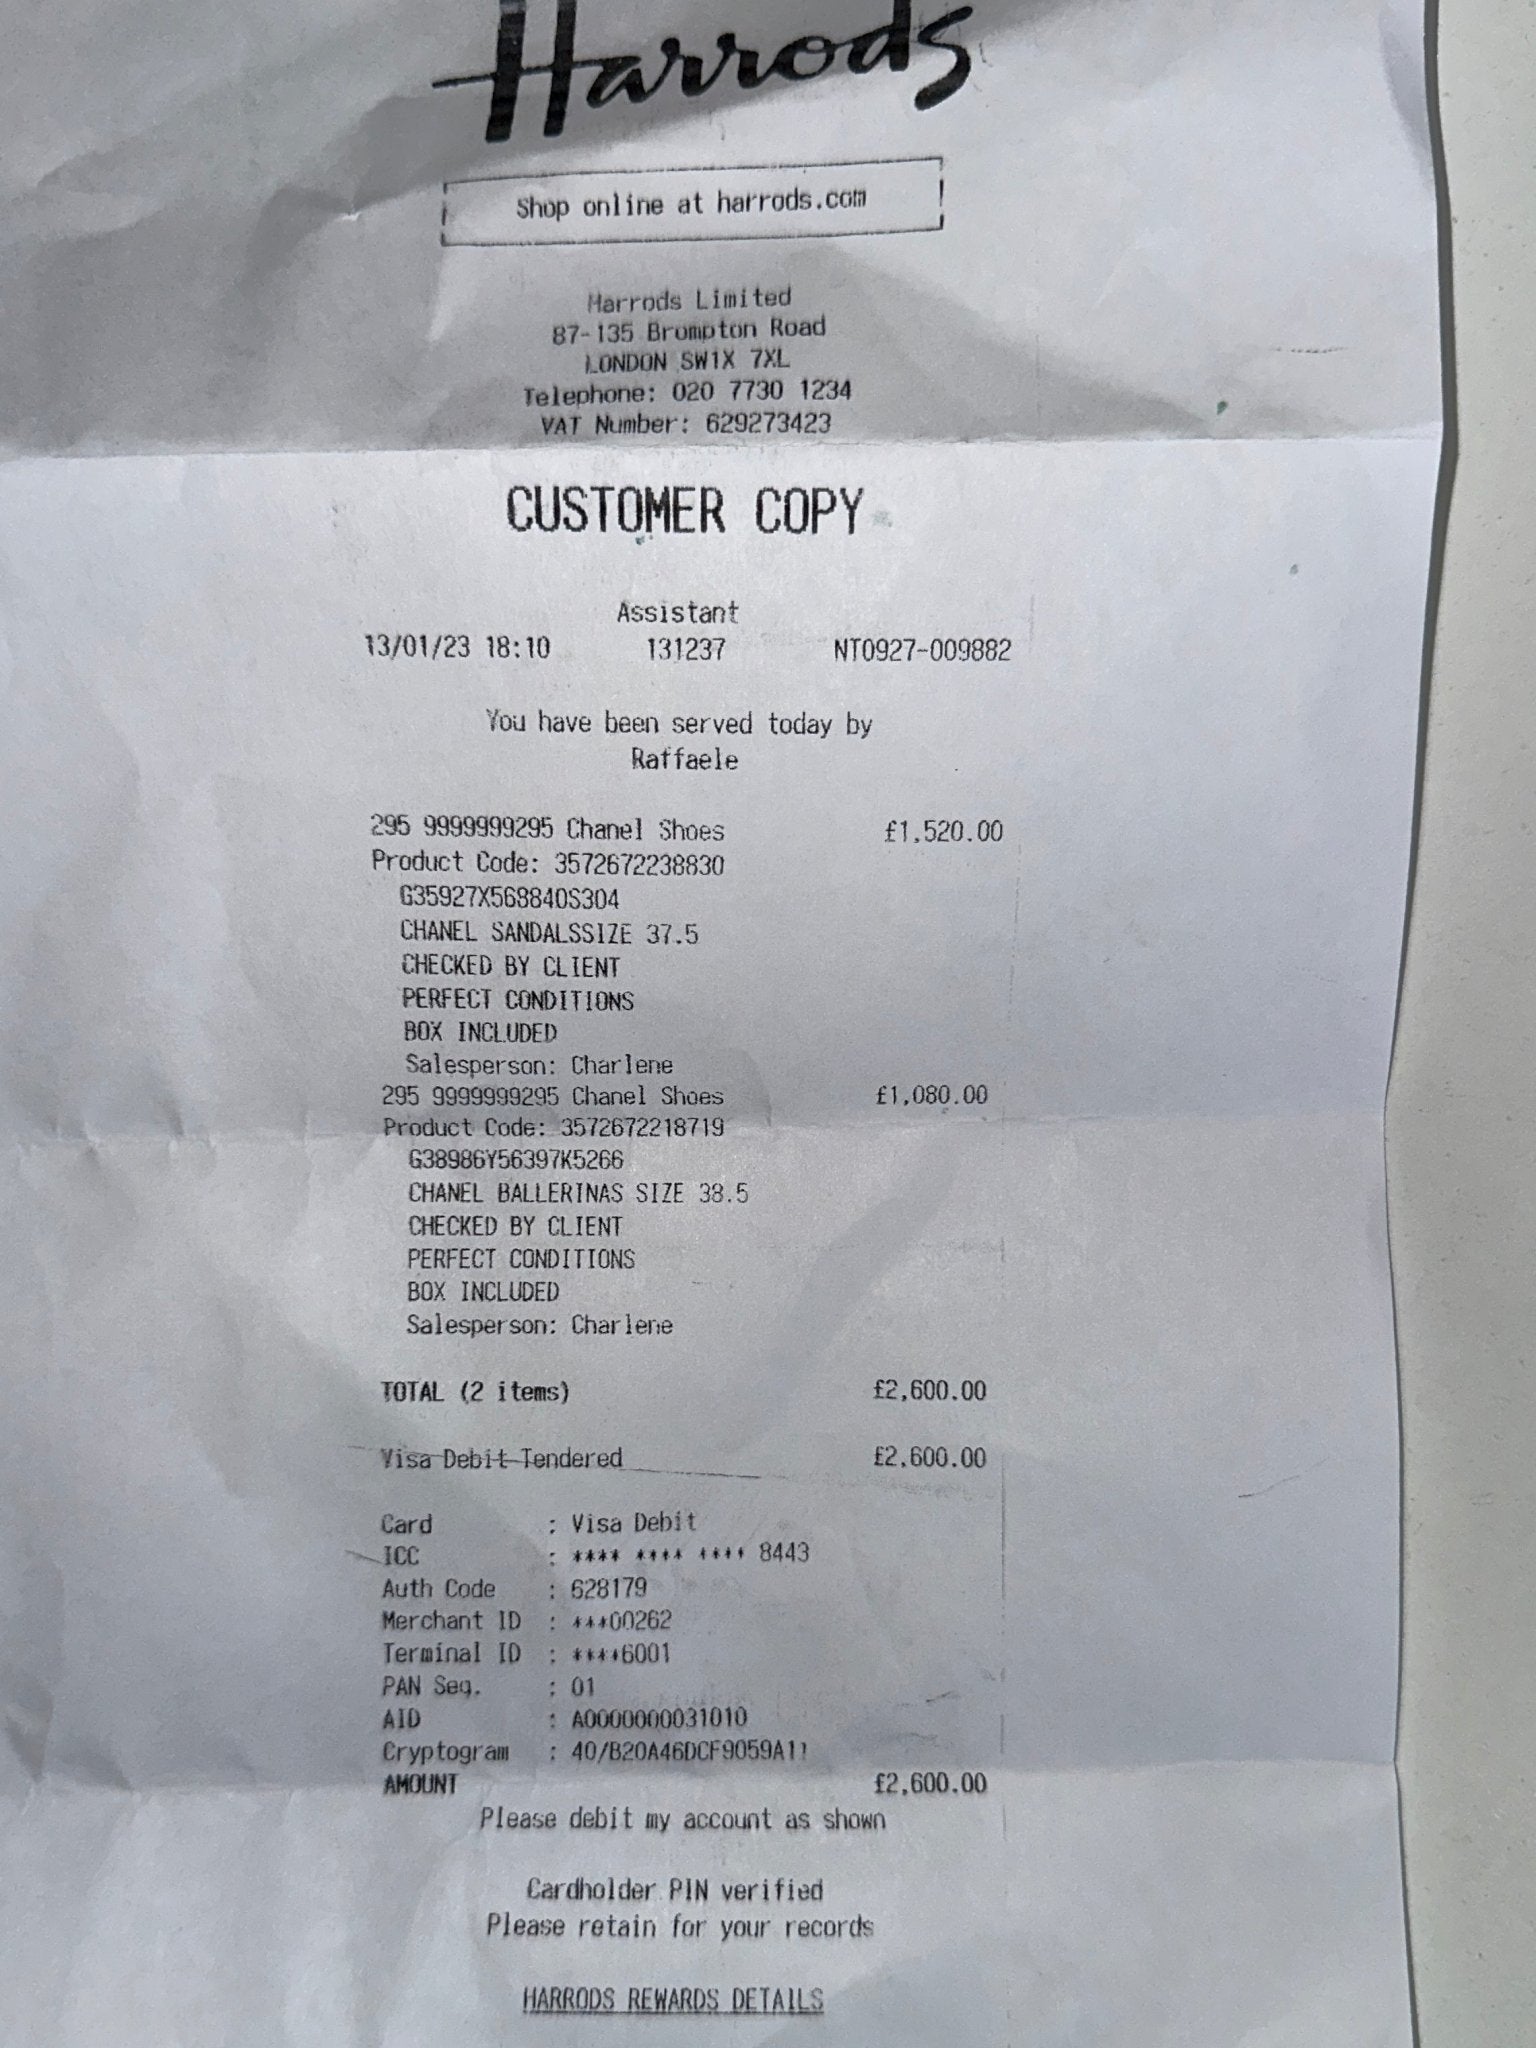 Harrods
Shop online at harrods.com
Harrods Limited
87-135 Brompton Road
LONDON SW1X 7XL
Telephone: 020 7730 1234
VAT Number: 629273423
CUSTOMER COPY
Assistant
13/01/23 18:10 131237 NT0927-009882
You have been served today by
Raffaele
295 9999999295 Chanel Shoes £1,520.00
Product Code: 3572672238830
G35927X56884OS304
CHANEL SANDALSSIZE 37.5
CHECKED BY CLIENT
PERFECT CONDITIONS
BOX INCLUDED
Salesperson: Charlene
295 9999999295 Chanel Shoes £1,080.00
Product Code: 3572672218719
G38986Y56397K5266
CHANEL BALLERINAS SIZE 38.5
CHECKED BY CLIENT
PERFECT CONDITIONS
BOX INCLUDED
Salesperson: Charlene
TOTAL (2 items) £2,600.00
Visa Debit Tendered £2,600.00
Card : Visa Debit
ICC : **** **** **** 8443
Auth Code : 628179
Merchant ID : ***00262
Terminal ID : ****6001
PAN Seq. : 01
AID : A0000000031010
Cryptogram : 40/B20A46DCF9059A11
AMOUNT £2,600.00
Please debit my account as shown
Cardholder PIN verified
Please retain for your records
HARRODS REWARDS DETAILS